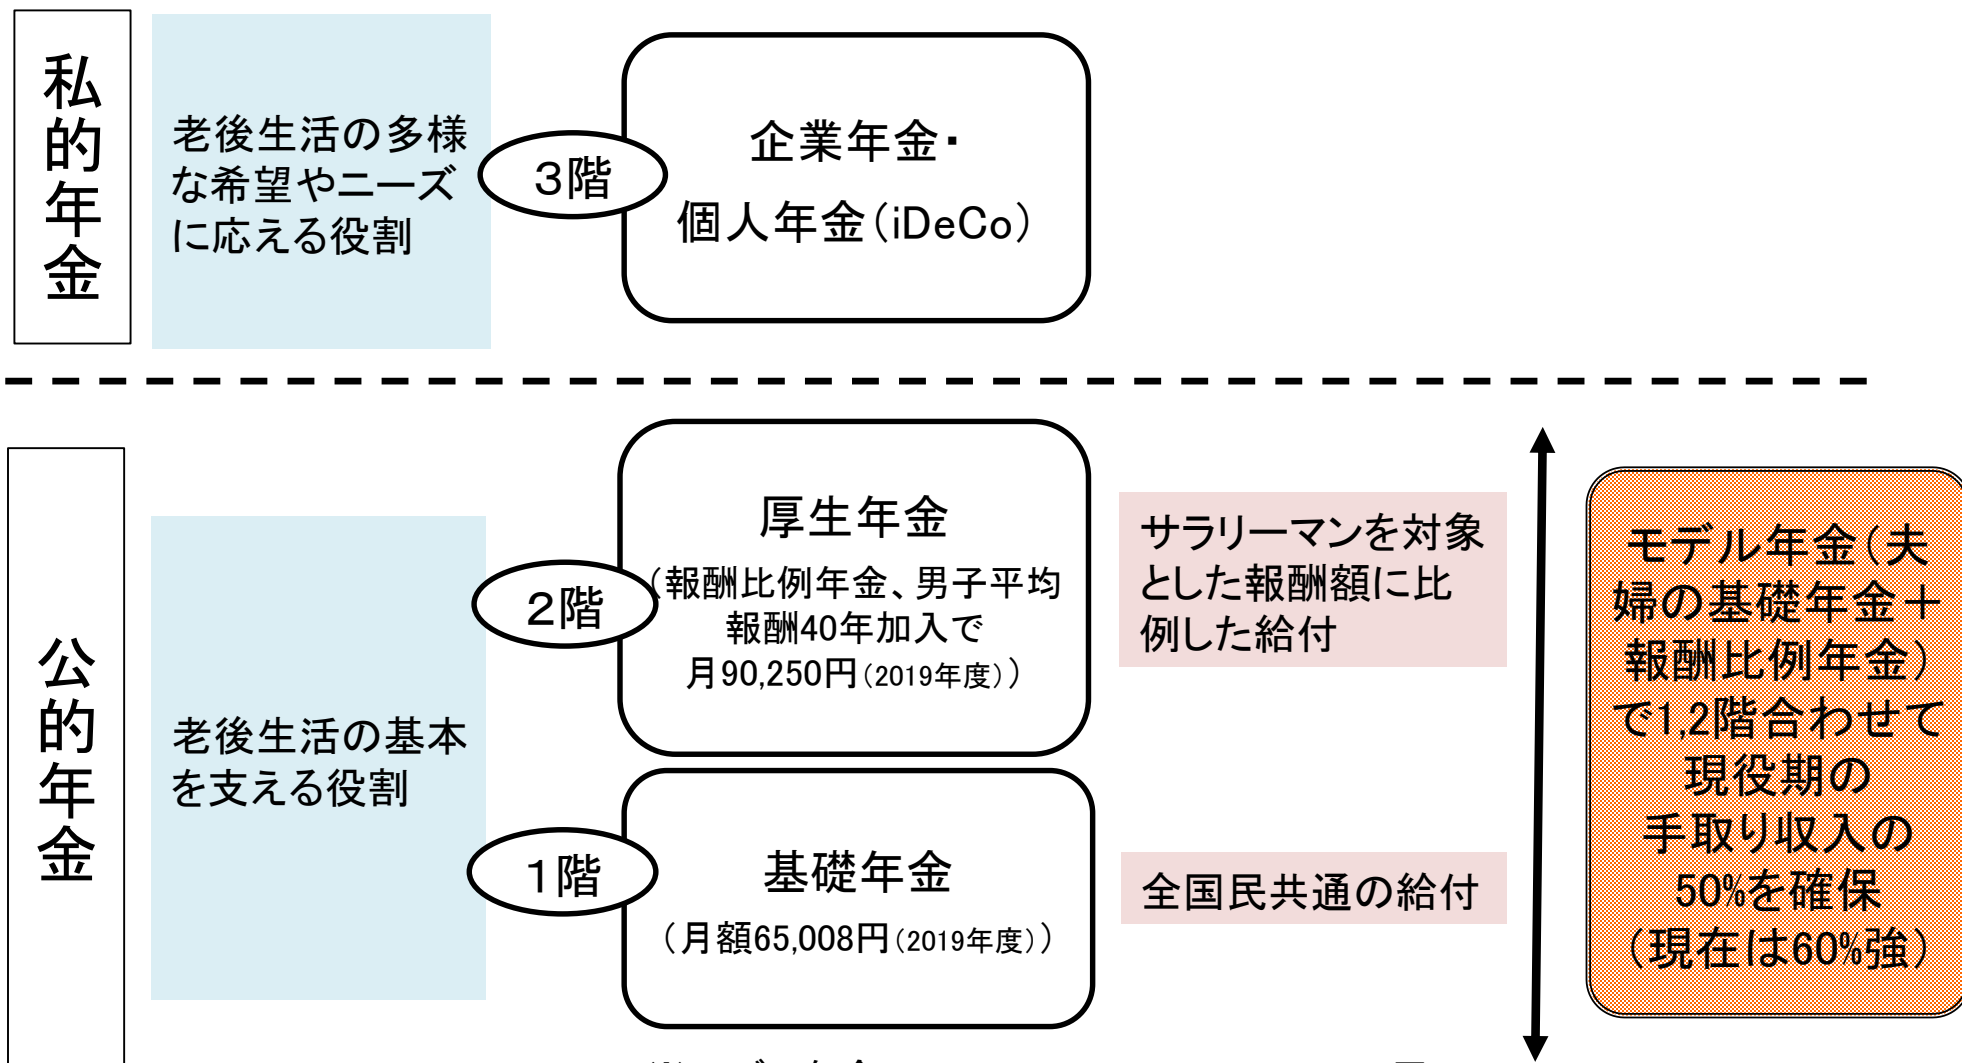 私的年金
老後生活の多様
な希望やニーズ
に応える役割
3階
企業年金・
個人年金（iDeCo）
公的年金
老後生活の基本
を支える役割
2階
厚生年金
（報酬比例年金、男子平均
報酬40年加入で
月90,250円（2019年度））
サラリーマンを対象
とした報酬額に比
例した給付
1階
基礎年金
（月額65,008円（2019年度））
全国民共通の給付
モデル年金（夫
婦の基礎年金＋
報酬比例年金）
で1,2階合わせて
現役期の
手取り収入の
50%を確保
（現在は60%強）